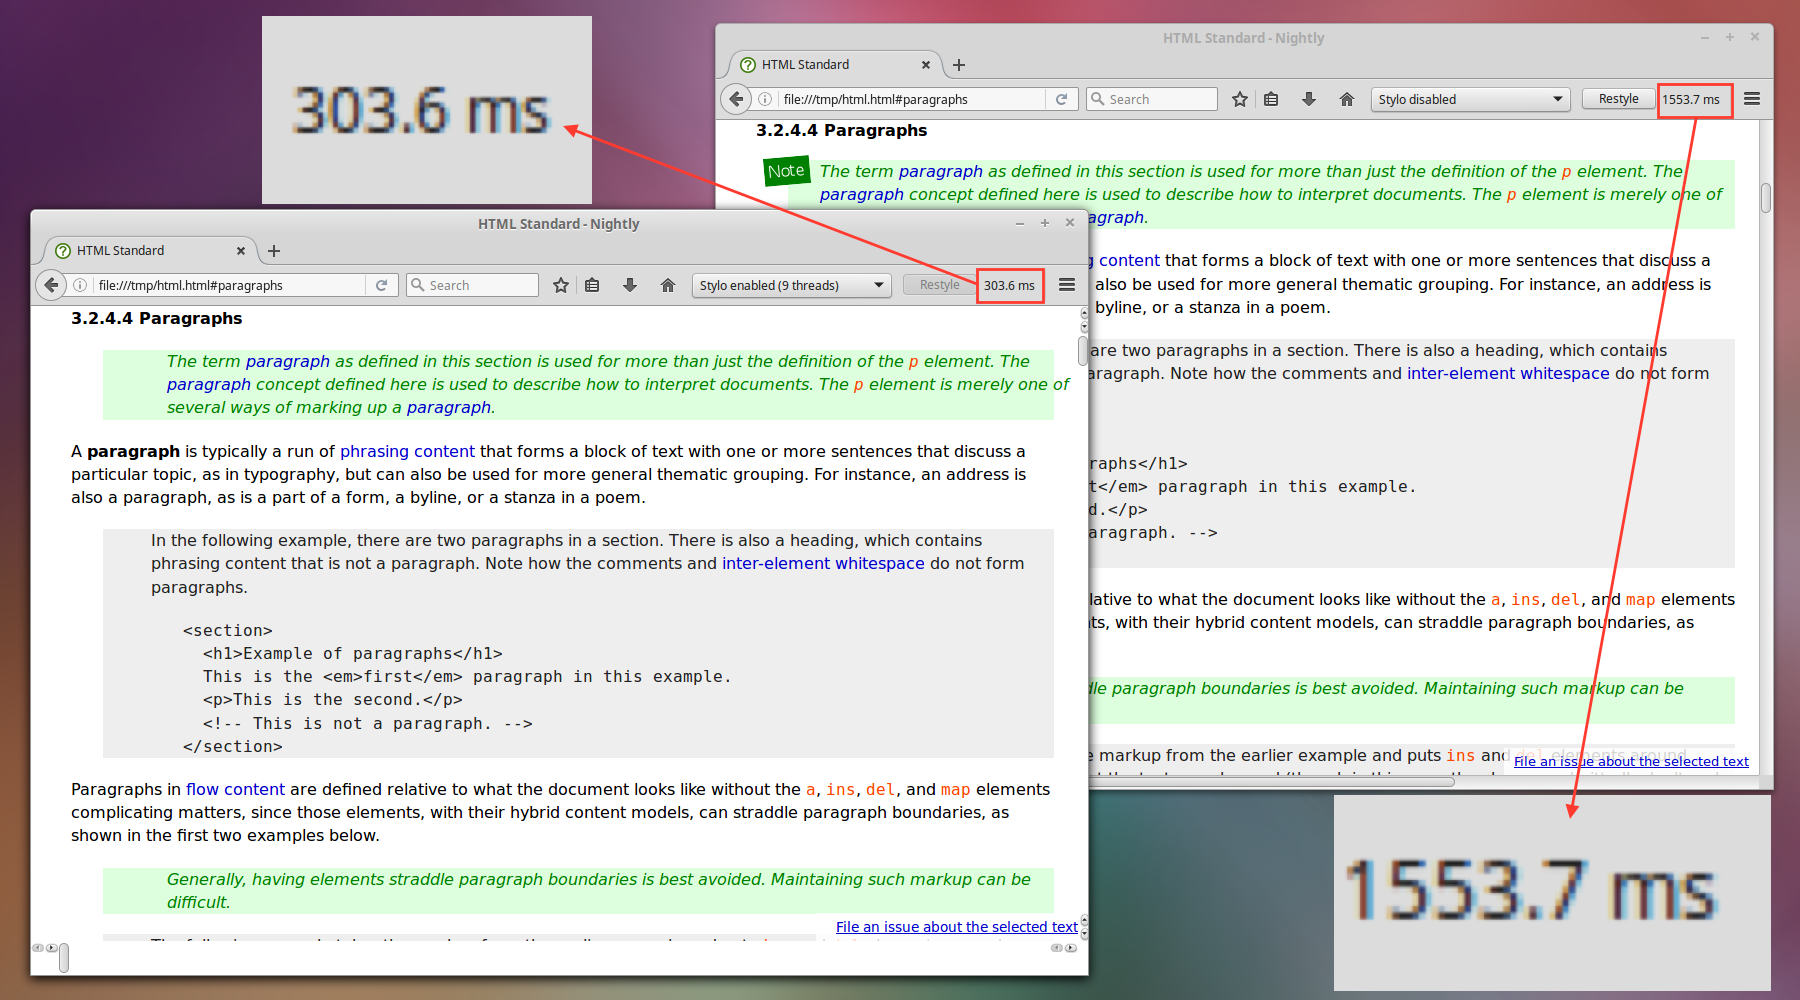 303.6 ms
HTML Standard - Nightly
HTML Standard
file:///tmp/html.html#paragraphs
Search
Stylo disabled
Restyle
1553.7 ms
3.2.4.4 Paragraphs
Note
The term paragraph as defined in this section is used for more than just the definition of the p element. The
paragraph concept defined here is used to describe how to interpret documents. The p element is merely one of
agraph.
g content that forms a block of text with one or more sentences that discuss a
also be used for more general thematic grouping. For instance, an address is
byline, or a stanza in a poem.
are two paragraphs in a section. There is also a heading, which contains
aragraph. Note how the comments and inter-element whitespace do not form
raphs</h1>
t</em> paragraph in this example.
d.</p>
aragraph. -->
lative to what the document looks like without the a, ins, del, and map elements
ts, with their hybrid content models, can straddle paragraph boundaries, as
dle paragraph boundaries is best avoided. Maintaining such markup can be
e markup from the earlier example and puts ins and del elements around
File an issue about the selected text
HTML Standard - Nightly
HTML Standard
file:///tmp/html.html#paragraphs
Search
Stylo enabled (9 threads)
Restyle
303.6 ms
3.2.4.4 Paragraphs
The term paragraph as defined in this section is used for more than just the definition of the p element. The
paragraph concept defined here is used to describe how to interpret documents. The p element is merely one of
several ways of marking up a paragraph.
A paragraph is typically a run of phrasing content that forms a block of text with one or more sentences that discuss a
particular topic, as in typography, but can also be used for more general thematic grouping. For instance, an address is
also a paragraph, as is a part of a form, a byline, or a stanza in a poem.
In the following example, there are two paragraphs in a section. There is also a heading, which contains
phrasing content that is not a paragraph. Note how the comments and inter-element whitespace do not form
paragraphs.
<section>
<h1>Example of paragraphs</h1>
This is the <em>first</em> paragraph in this example.
<p>This is the second.</p>
<!-- This is not a paragraph. -->
</section>
Paragraphs in flow content are defined relative to what the document looks like without the a, ins, del, and map elements
complicating matters, since those elements, with their hybrid content models, can straddle paragraph boundaries, as
shown in the first two examples below.
Generally, having elements straddle paragraph boundaries is best avoided. Maintaining such markup can be
difficult.
File an issue about the selected text
1553.7 ms